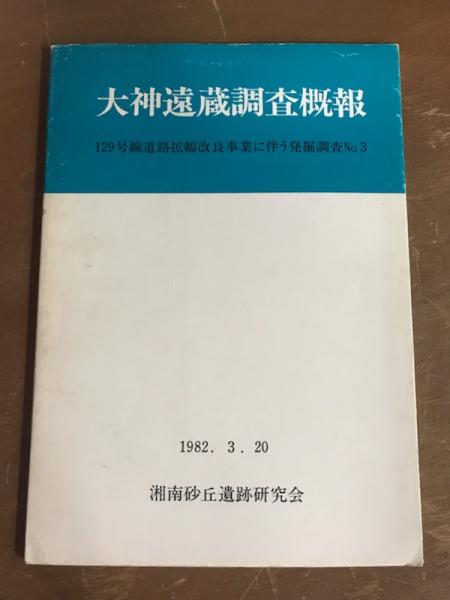 大神遠蔵調査概報
129号線道路拡幅改良事業に伴う発掘調査No.3
1982. 3. 20
湘南砂丘遺跡研究会